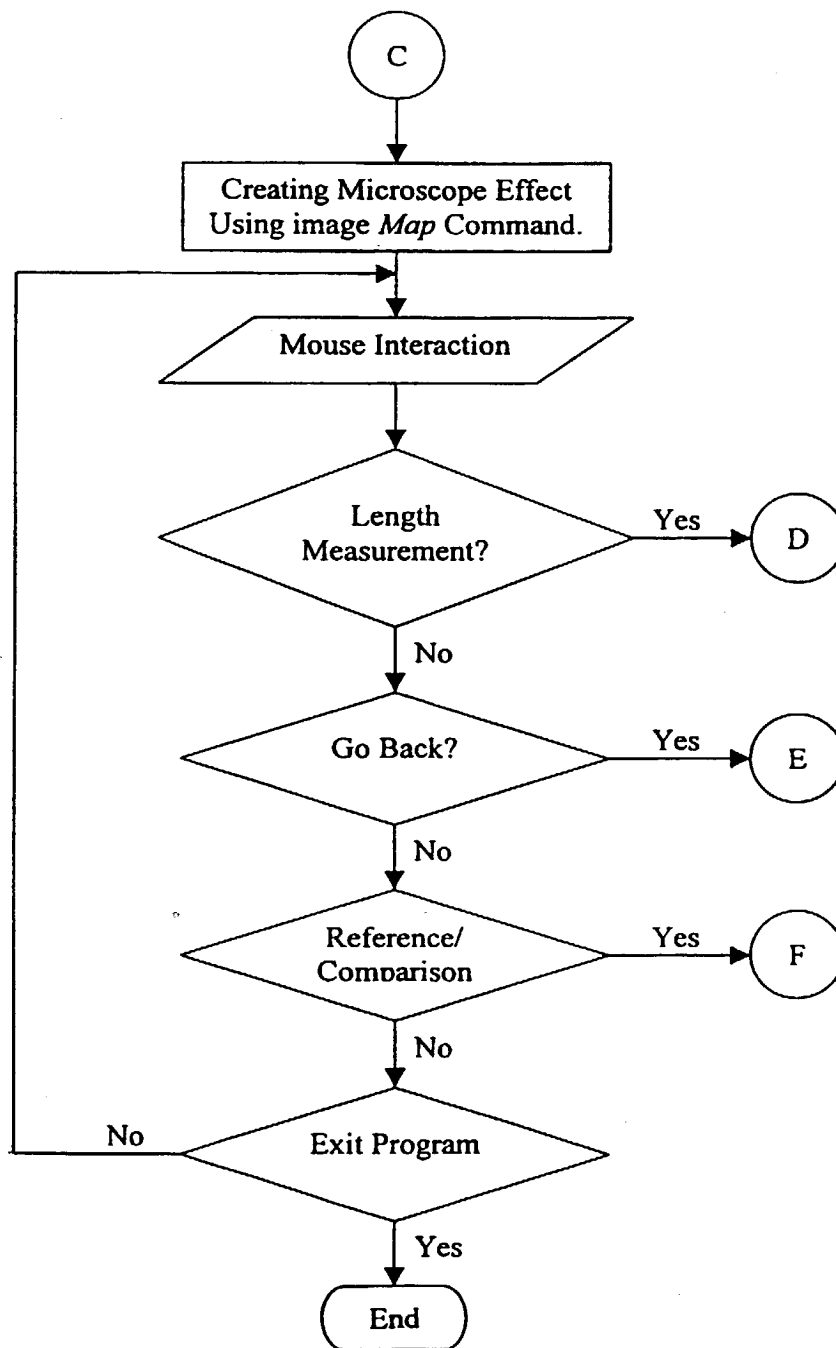 C
Creating Microscope Effect
Using image Map Command.
Mouse Interaction
Length
Measurement?
Yes
D
No
Go Back?
Yes
E
No
Reference/
Comparison
Yes
F
No
Exit Program
No
Yes
End